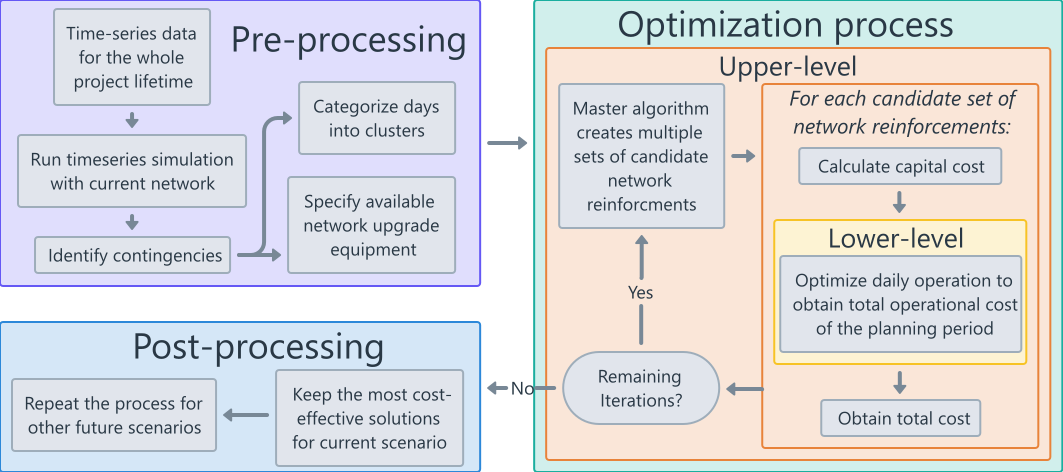 Pre-processing
Time-series data
for the whole
project lifetime
Run timeseries simulation
with current network
Identify contingencies
Categorize days
into clusters
Specify available
network upgrade
equipment
Optimization process
Upper-level
Master algorithm
creates multiple
sets of candidate
network
reinforcments
For each candidate set of
network reinforcements:
Calculate capital cost
Lower-level
Optimize daily operation to
obtain total operational cost
of the planning period
Obtain total cost
Remaining
Iterations?
Yes
No
Post-processing
Keep the most cost-
effective solutions
for current scenario
Repeat the process for
other future scenarios